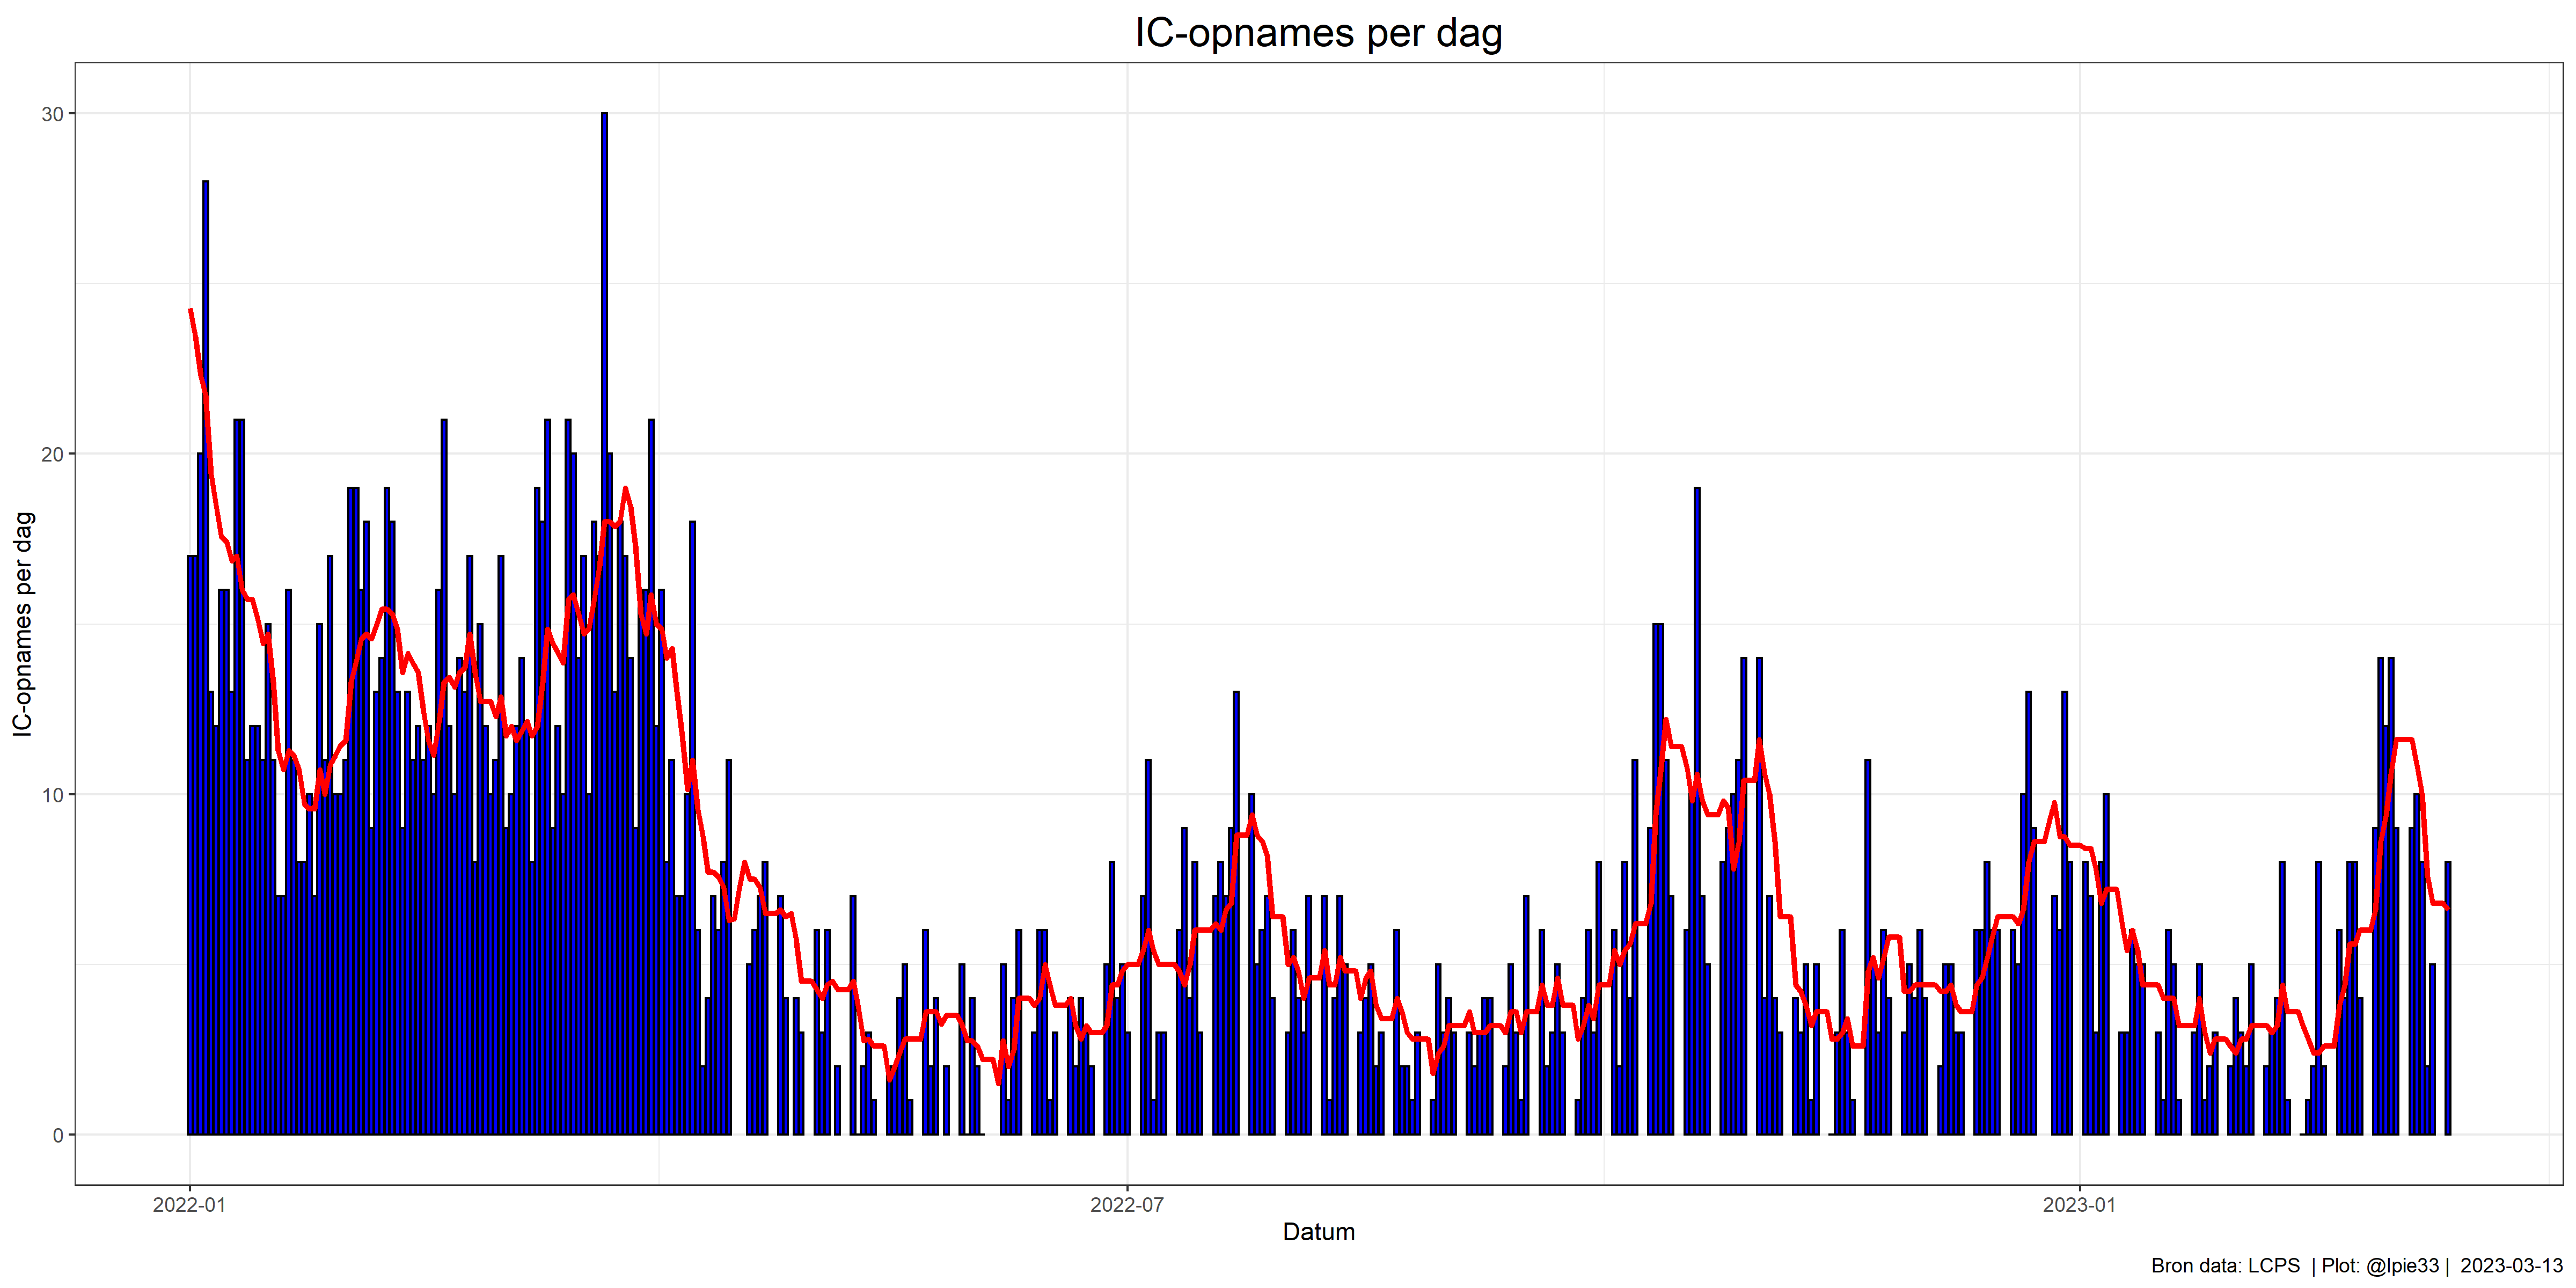 IC-opnames per dag
30
20
10
0
IC-opnames per dag
2022-01
2022-07
2023-01
Datum
Bron data: LCPS | Plot: @lpie33 | 2023-03-13